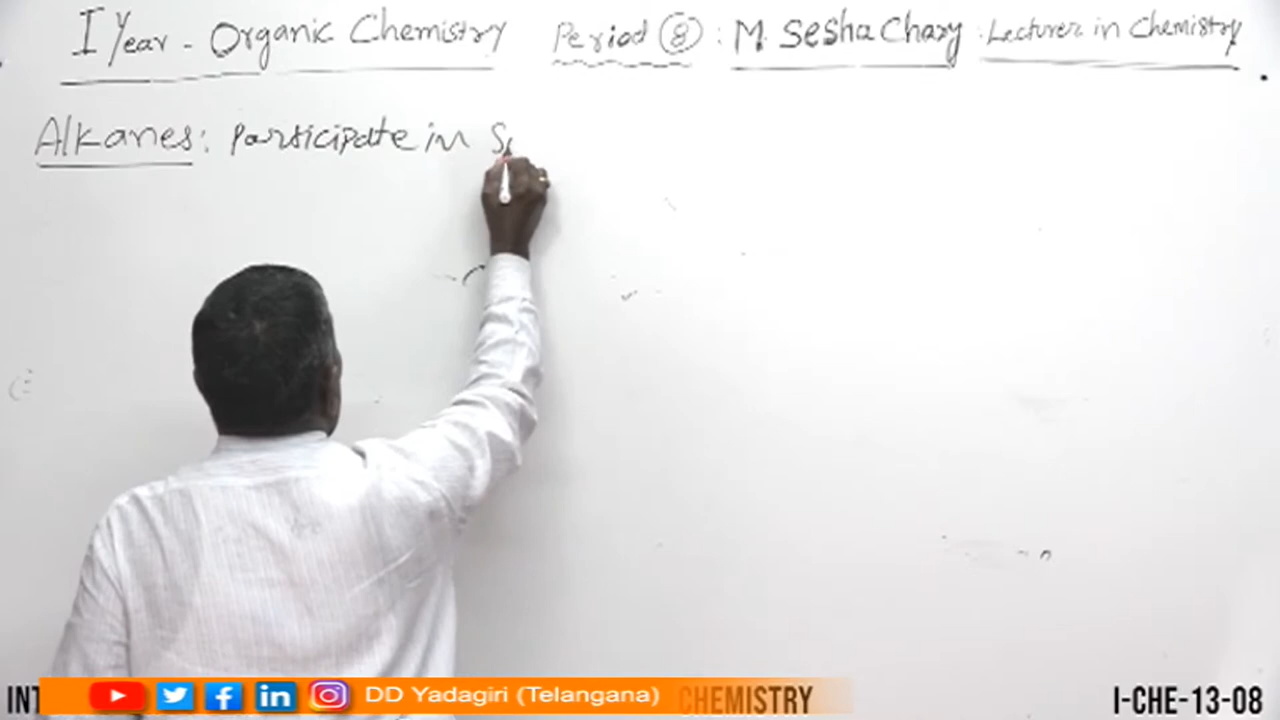 I Year - Organic Chemistry Period 8 : M. Sesha Chary : Lecturer in Chemistry
Alkanes : Participate in
INT DD Yadagiri (Telangana) CHEMISTRY I-CHE-13-08